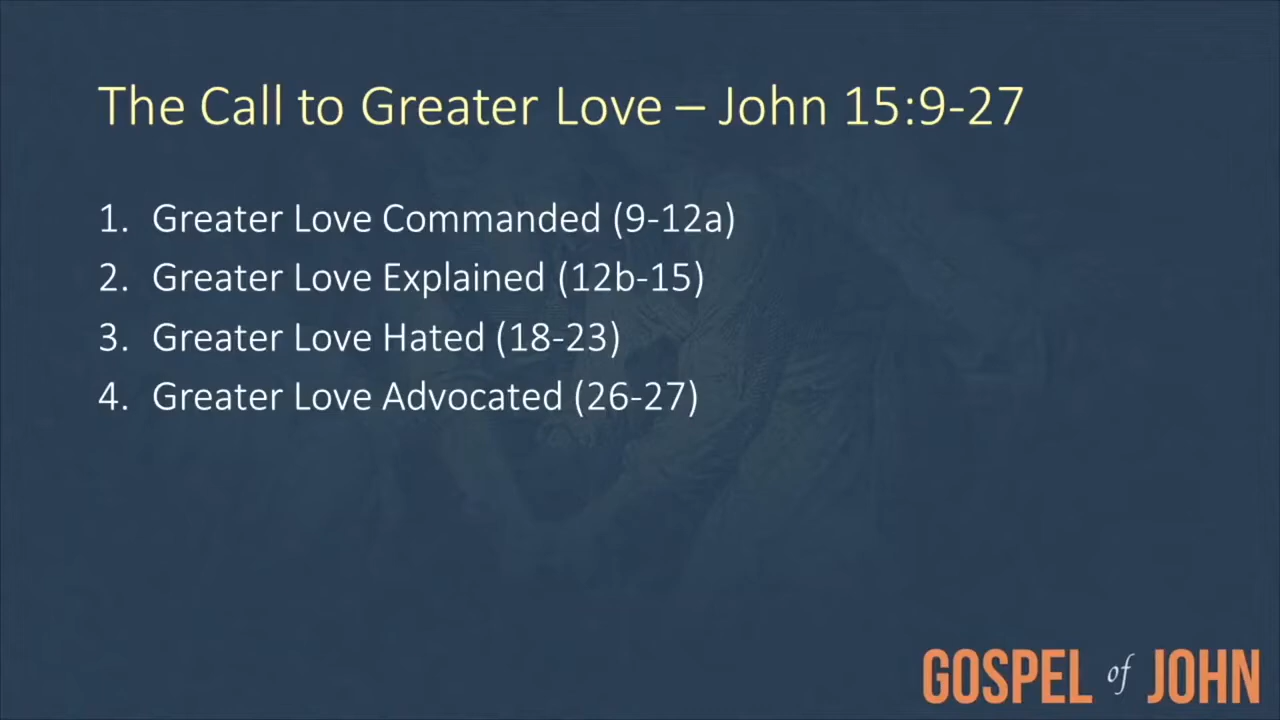 The Call to Greater Love – John 15:9-27
1. Greater Love Commanded (9-12a)
2. Greater Love Explained (12b-15)
3. Greater Love Hated (18-23)
4. Greater Love Advocated (26-27)
GOSPEL of JOHN